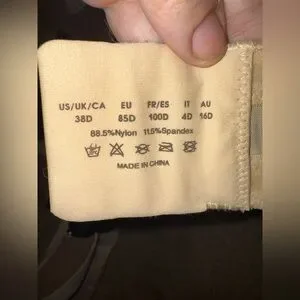 US/UK/CA EU FR/ES IT AU
38D 85D 100D 4D 16D
88.5%Nylon 11.5%Spandex
MADE IN CHINA